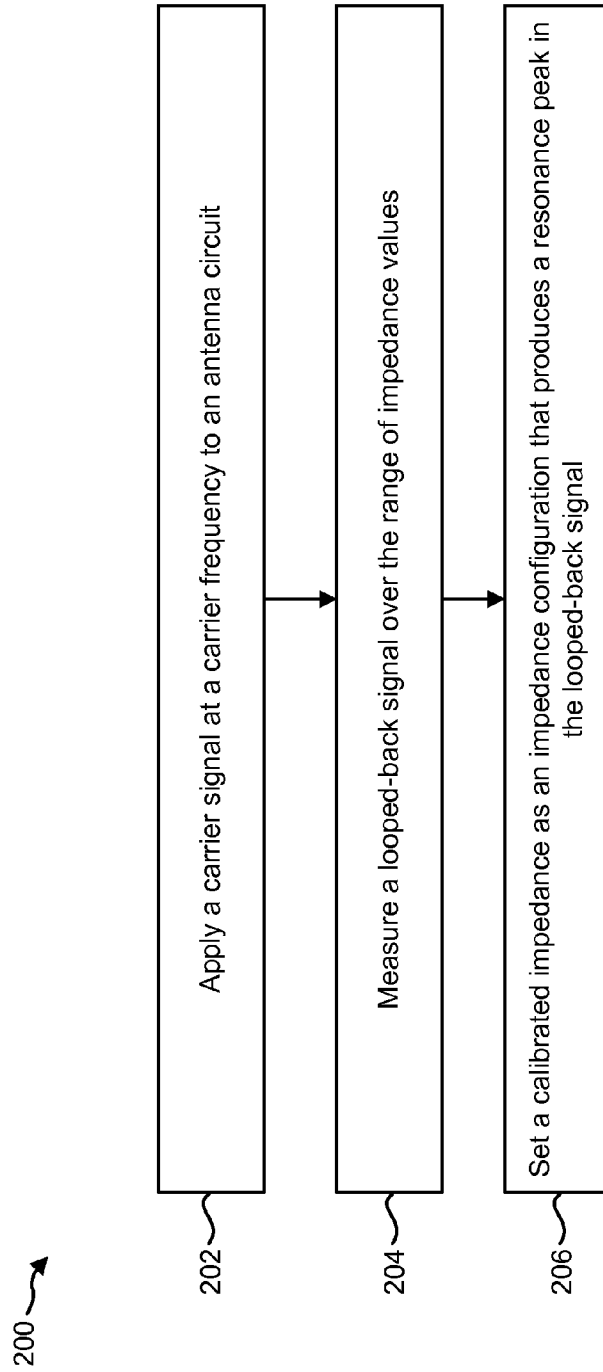 200
202
Apply a carrier signal at a carrier frequency to an antenna circuit
204
Measure a looped-back signal over the range of impedance values
206
Set a calibrated impedance as an impedance configuration that produces a resonance peak in
the looped-back signal